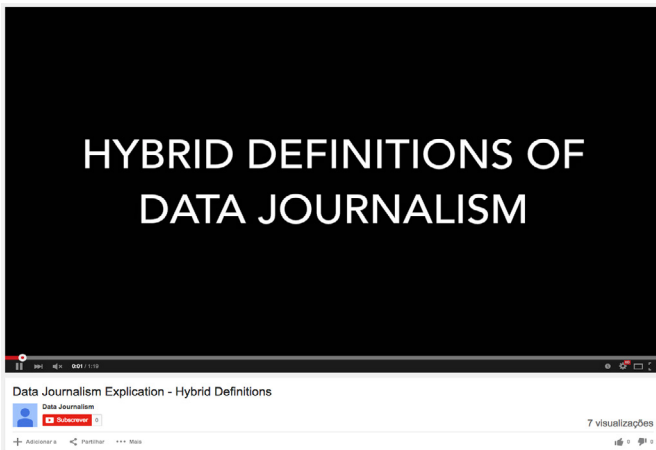 HYBRID DEFINITIONS OF
DATA JOURNALISM
0:01 / 1:19
Data Journalism Explication - Hybrid Definitions
Data Journalism
Subscrever 0
7 visualizações
Adicionar a Partilhar Mais
0 0